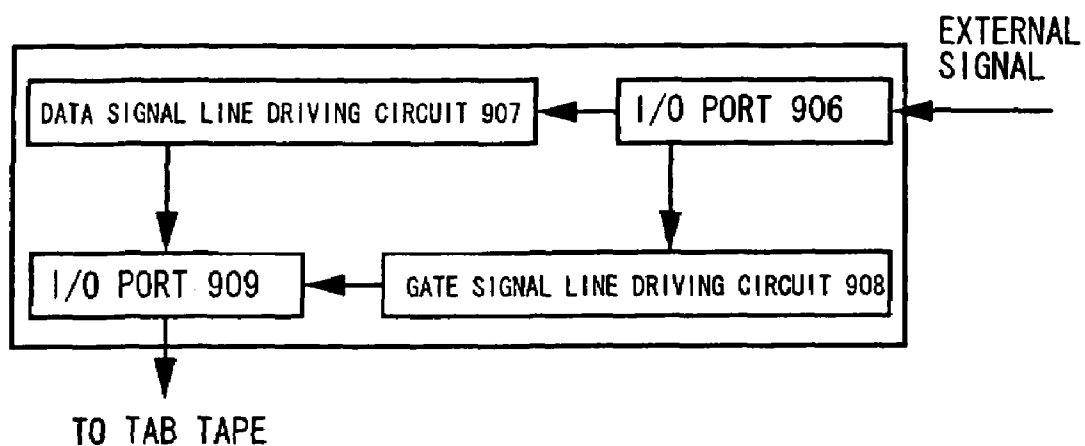 EXTERNAL
SIGNAL
DATA SIGNAL LINE DRIVING CIRCUIT 907
I/O PORT 906
I/O PORT 909
GATE SIGNAL LINE DRIVING CIRCUIT 908
TO TAB TAPE